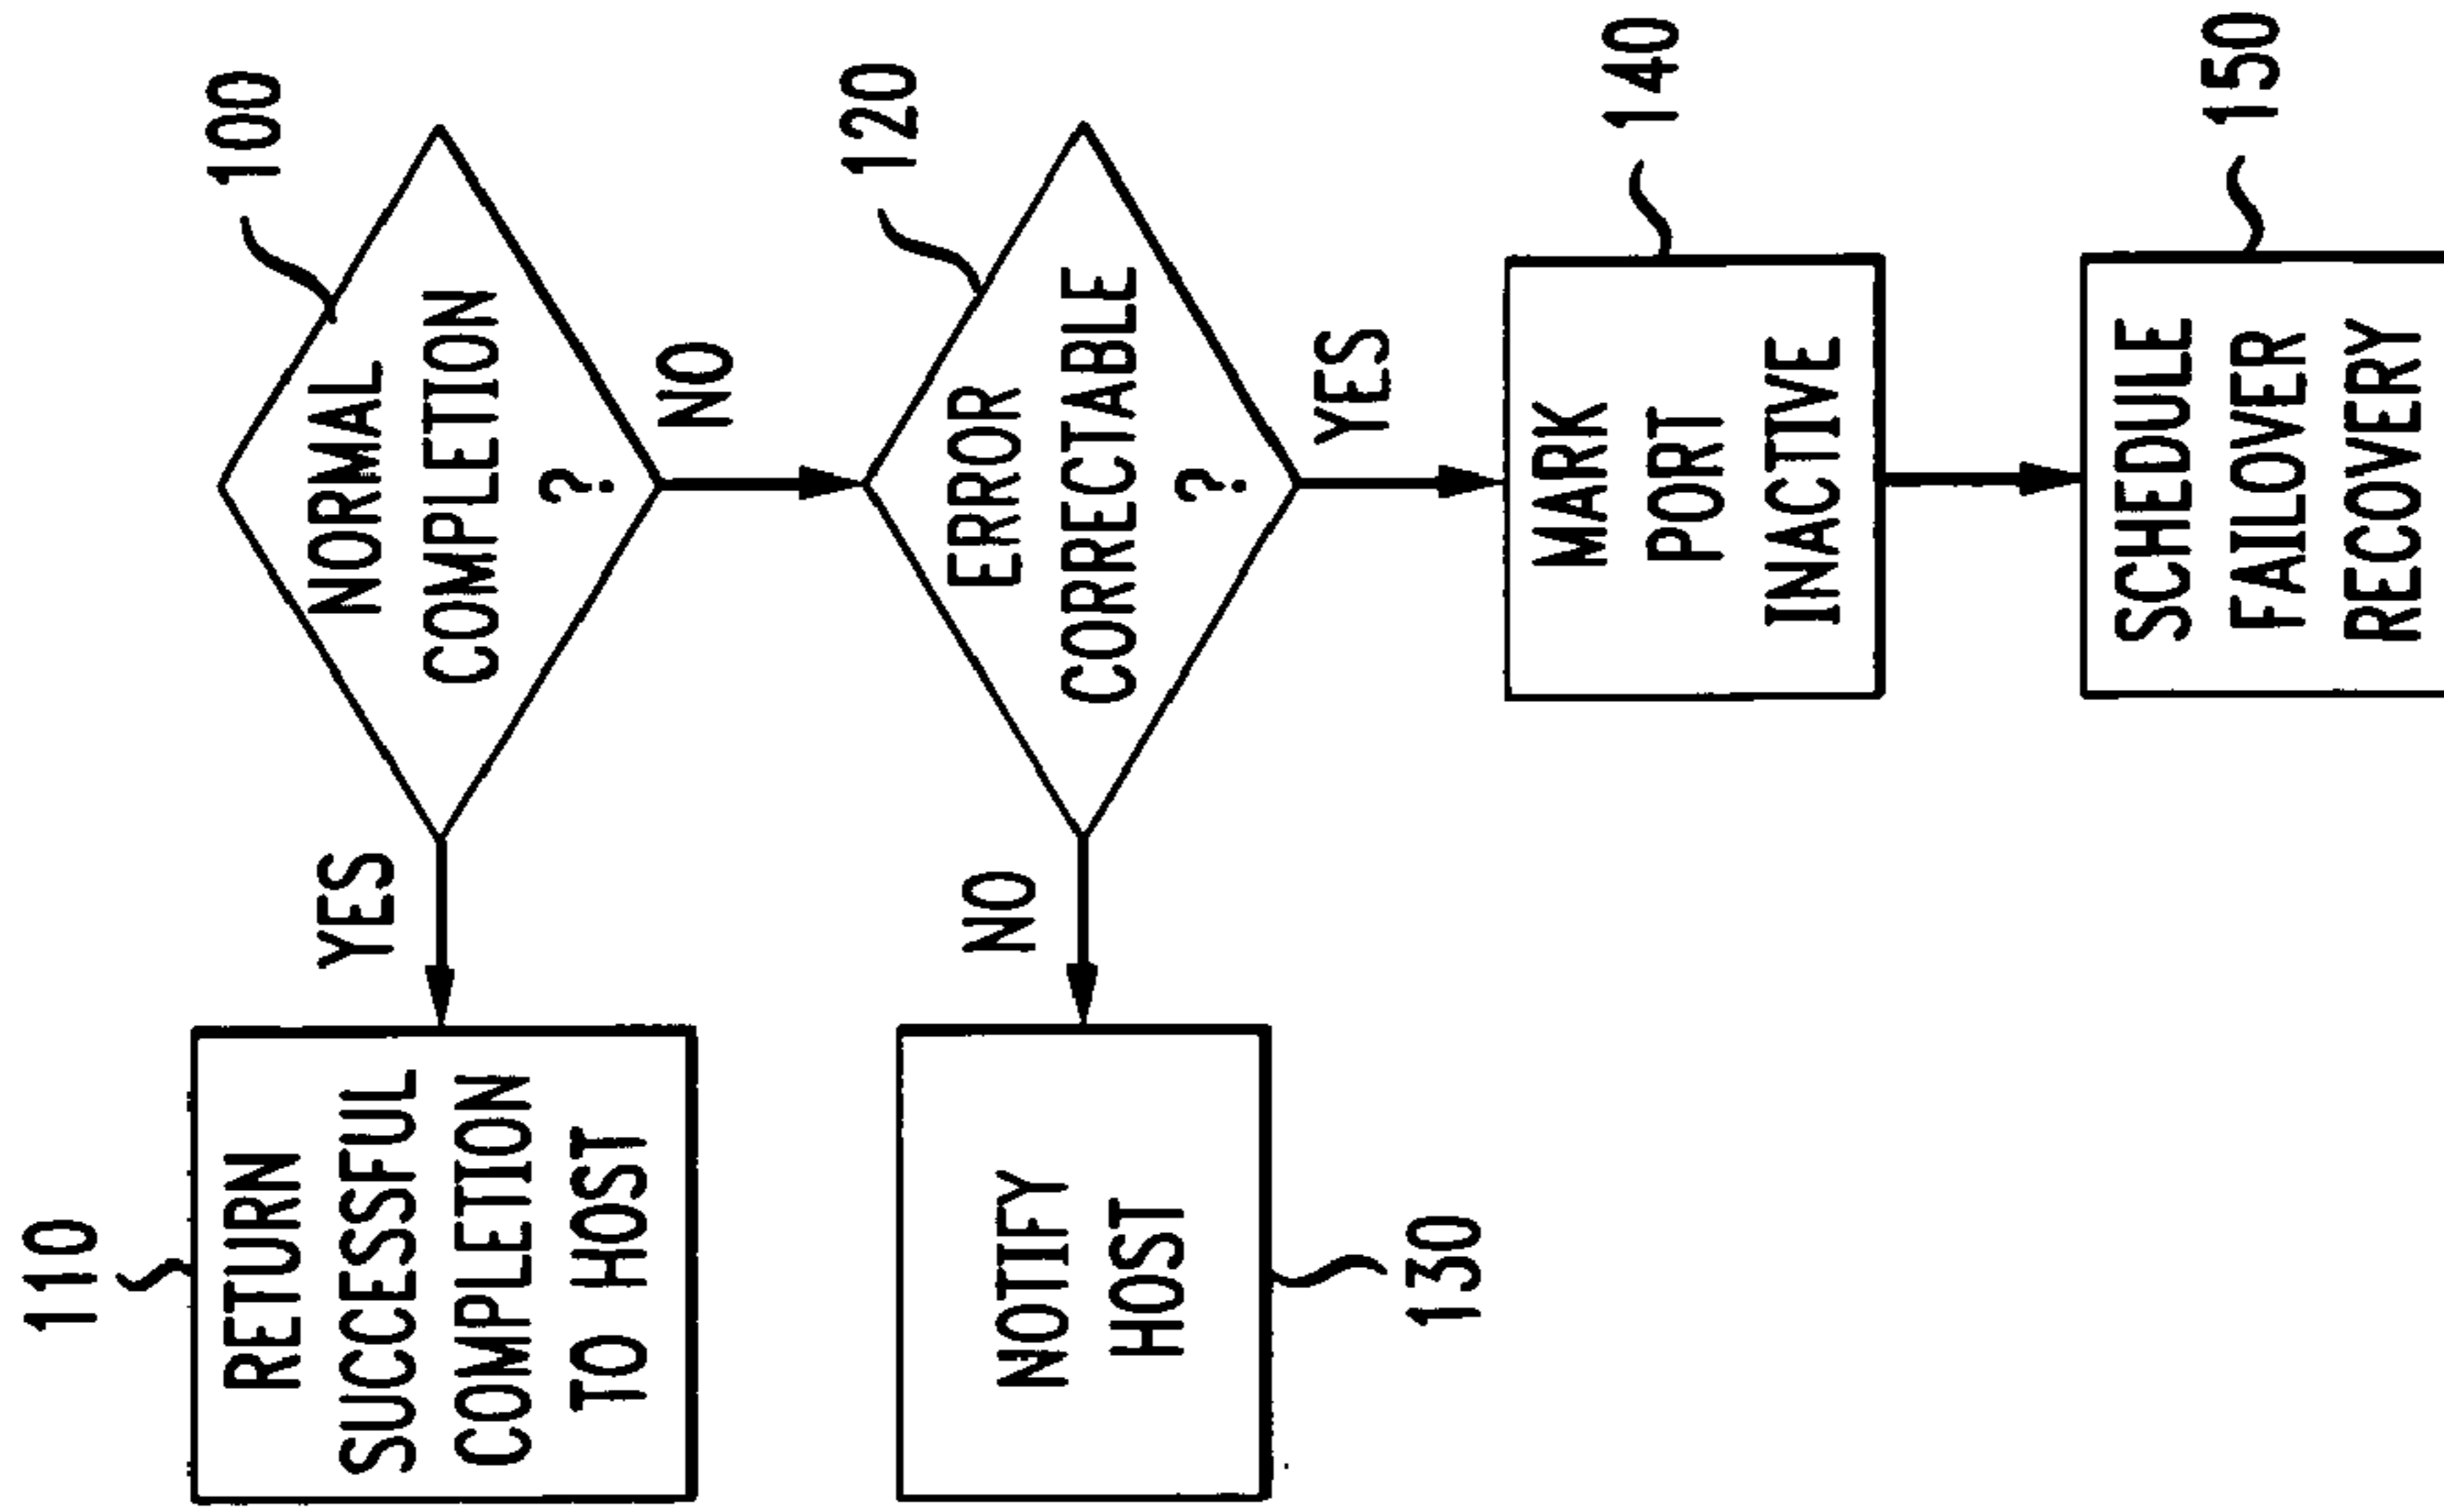 100
NORMAL
COMPLETION
?
YES
NO
110
RETURN
SUCCESSFUL
COMPLETION
TO HOST
120
ERROR
CORRECTABLE
?
NO
YES
NOTIFY
HOST
130
140
MARK
PORT
INACTIVE
150
SCHEDULE
FAILOVER
RECOVERY